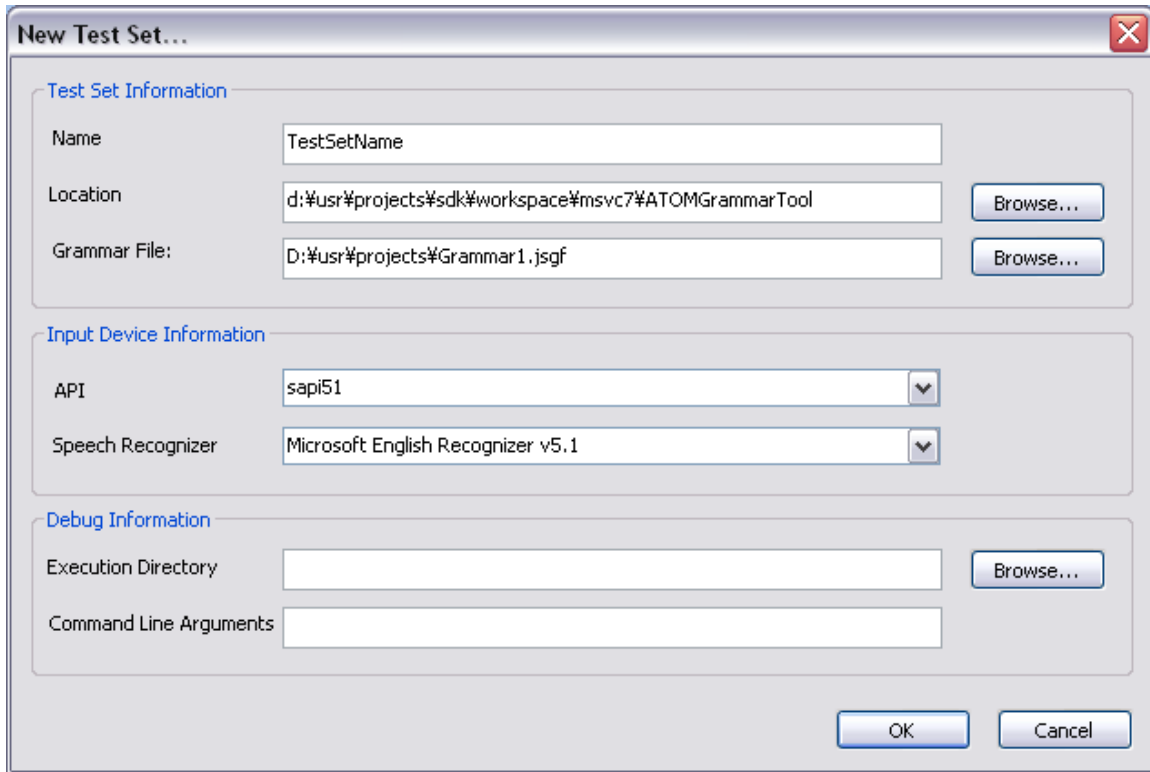 New Test Set...
Test Set Information
Name TestSetName
Location d:¥usr¥projects¥sdk¥workspace¥msvc7¥ATOMGrammarTool Browse...
Grammar File: D:¥usr¥projects¥Grammar1.jsgf Browse...
Input Device Information
API sapi51
Speech Recognizer Microsoft English Recognizer v5.1
Debug Information
Execution Directory Browse...
Command Line Arguments
OK Cancel